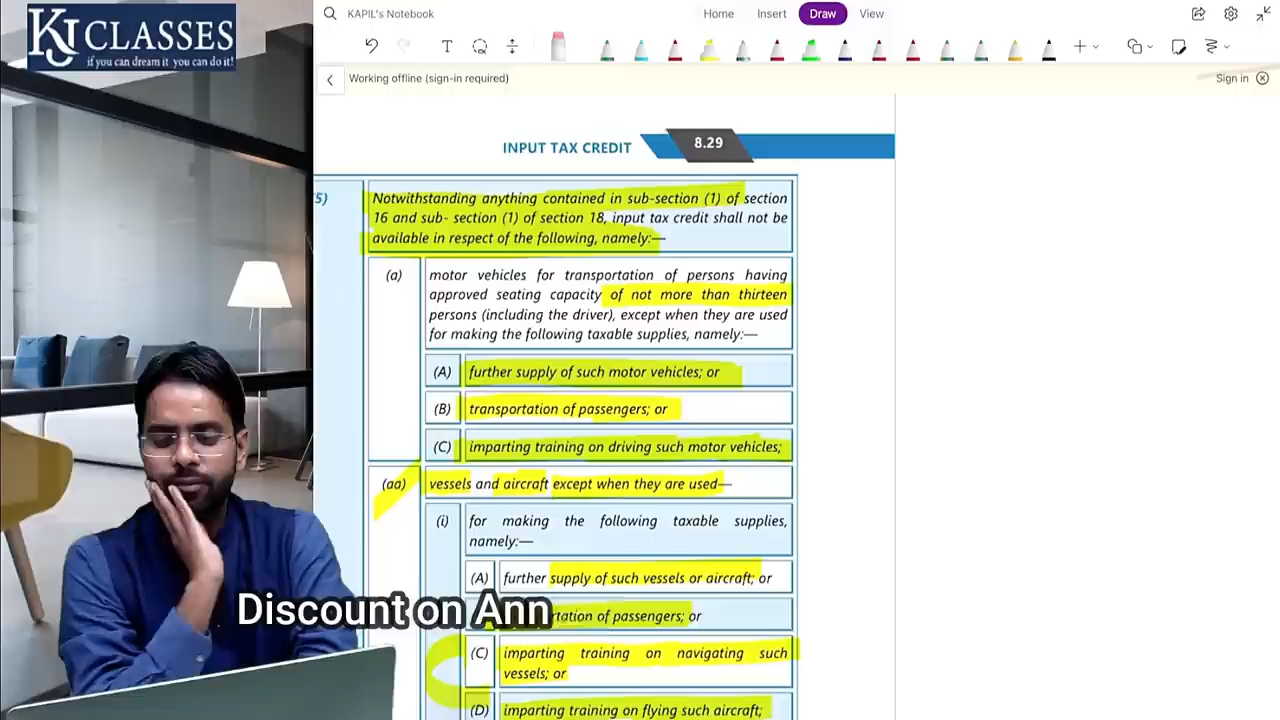 KJ CLASSES
if you can dream it you can do it!
KAPIL's Notebook
Home Insert Draw View
T
Working offline (sign-in required)
Sign in
INPUT TAX CREDIT 8.29
5)
Notwithstanding anything contained in sub-section (1) of section
16 and sub- section (1) of section 18, input tax credit shall not be
available in respect of the following, namely:—
(a) motor vehicles for transportation of persons having
approved seating capacity of not more than thirteen
persons (including the driver), except when they are used
for making the following taxable supplies, namely:—
(A) further supply of such motor vehicles; or
(B) transportation of passengers; or
(C) imparting training on driving such motor vehicles;
(aa) vessels and aircraft except when they are used—
(i) for making the following taxable supplies,
namely:—
(A) further supply of such vessels or aircraft; or
rtation of passengers; or
Discount on Ann
(C) imparting training on navigating such
vessels; or
(D) imparting training on flying such aircraft;